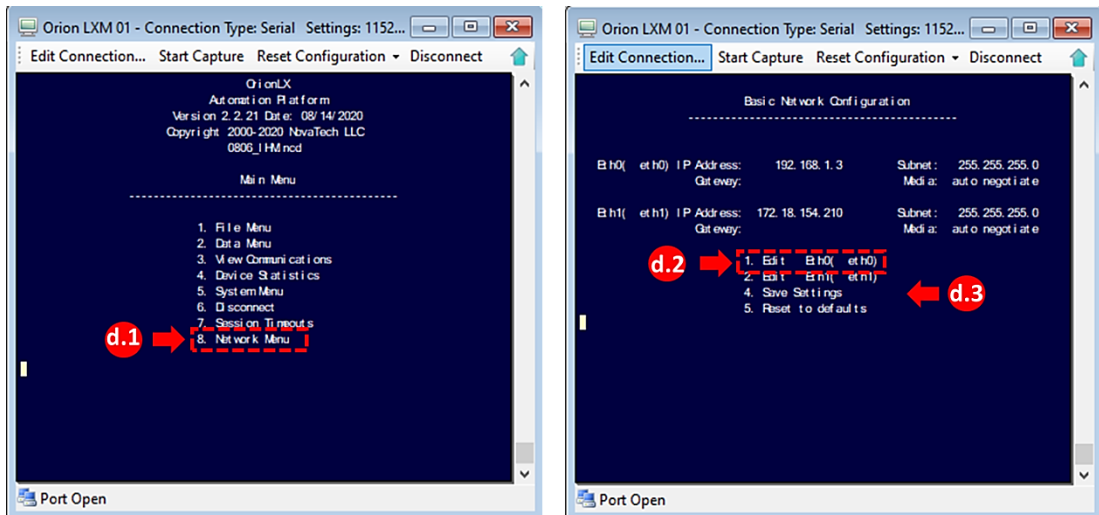 Orion LXM 01 - Connection Type: Serial Settings: 1152...
Edit Connection... Start Capture Reset Configuration Disconnect
OrionLX
Automation Platform
Version 2.2.21 Date: 08/14/2020
Copyright 2000-2020 NovaTech LLC
0806_IHMncd
Main Menu
1. File Menu
2. Data Menu
3. View Communications
4. Device Statistics
5. System Menu
6. Disconnect
7. Session Timeouts
d.1
8. Network Menu
Port Open
Orion LXM 01 - Connection Type: Serial Settings: 1152...
Edit Connection... Start Capture Reset Configuration Disconnect
Basic Network Configuration
Eth0( eth0) IP Address: 192.168.1.3 Subnet: 255.255.255.0
Gateway: Media: auto negotiate
Eth1( eth1) IP Address: 172.18.154.210 Subnet: 255.255.255.0
Gateway: Media: auto negotiate
d.2
1. Edit Eth0( eth0)
2. Edit Eth1( eth1)
4. Save Settings
d.3
5. Reset to defaults
Port Open